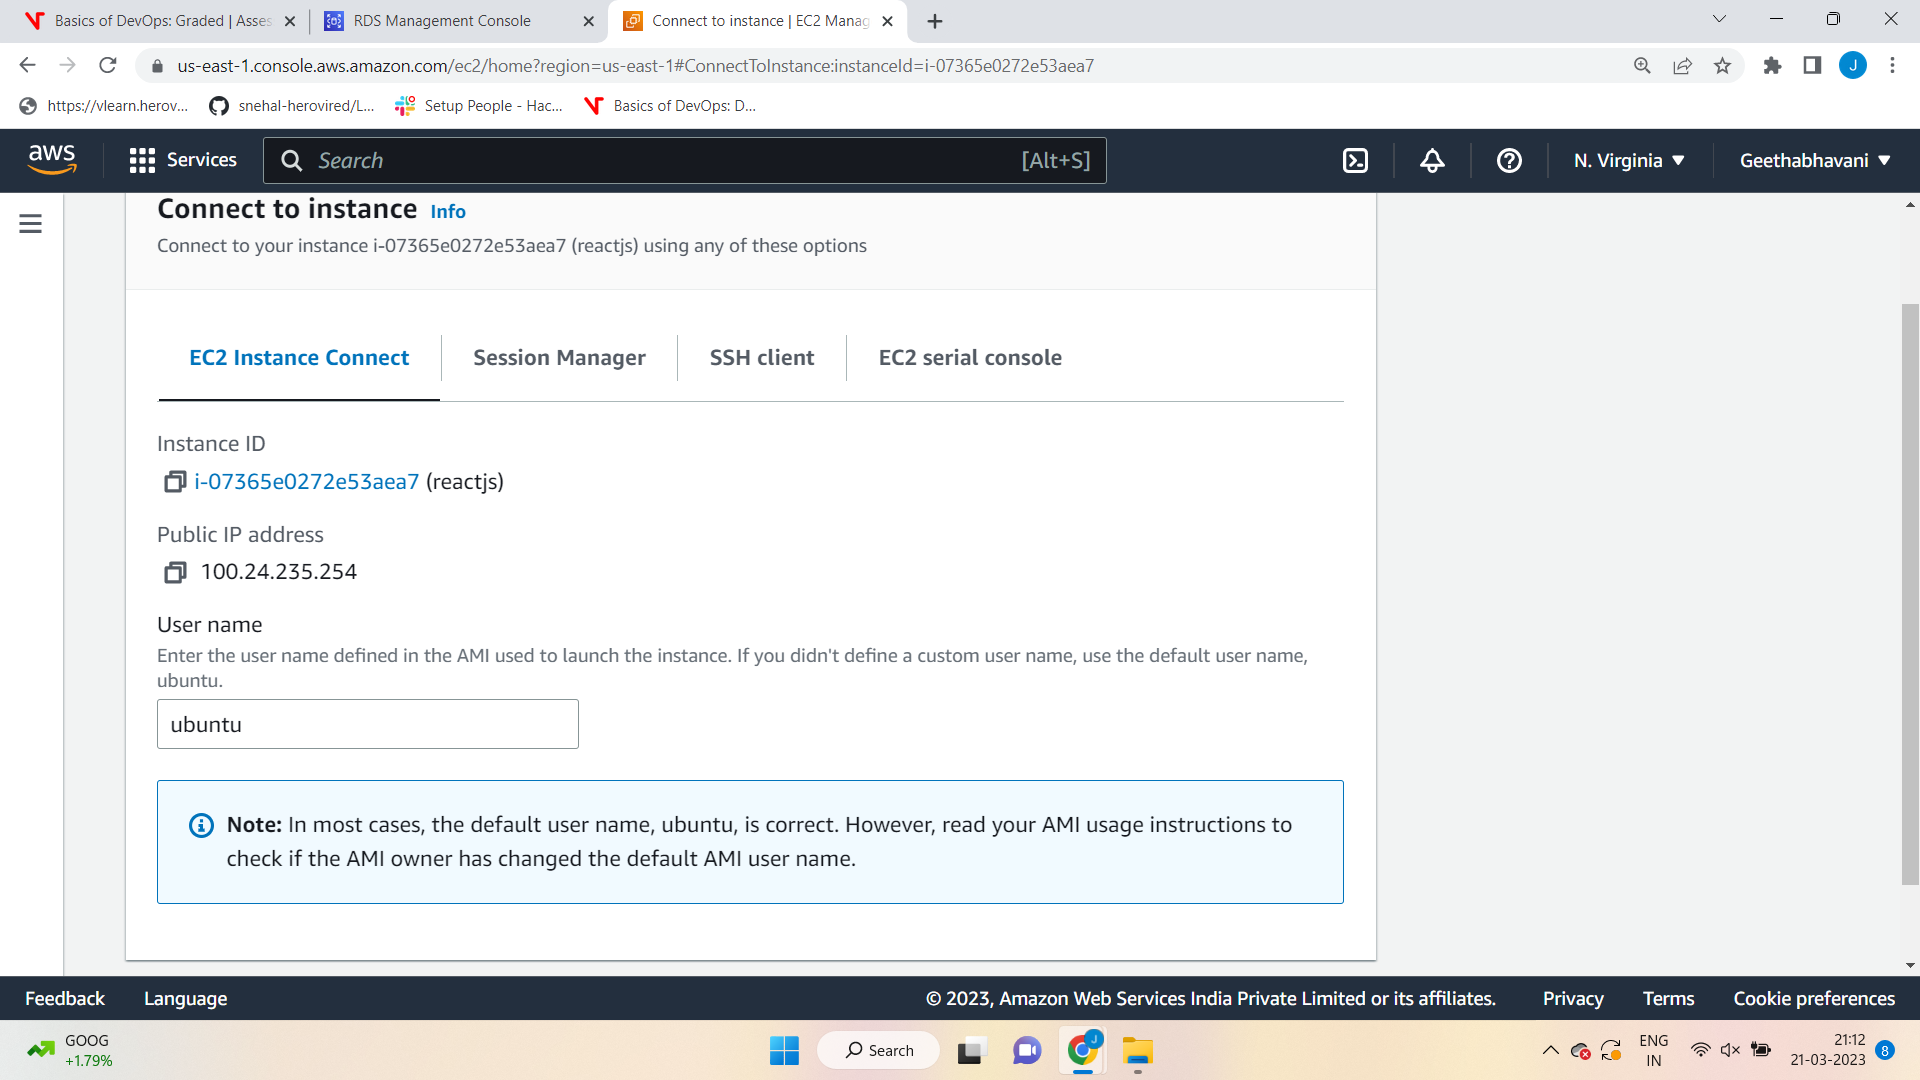 Basics of DevOps: Graded | Asses
RDS Management Console
Connect to instance | EC2 Manag
us-east-1.console.aws.amazon.com/ec2/home?region=us-east-1#ConnectToInstance:instanceId=i-07365e0272e53aea7
J
https://vlearn.herov...
snehal-herovired/L...
Setup People - Hac...
Basics of DevOps: D...
aws
Services
Search
[Alt+S]
N. Virginia
Geethabhavani
Connect to instance Info
Connect to your instance i-07365e0272e53aea7 (reactjs) using any of these options
EC2 Instance Connect
Session Manager
SSH client
EC2 serial console
Instance ID
i-07365e0272e53aea7 (reactjs)
Public IP address
100.24.235.254
User name
Enter the user name defined in the AMI used to launch the instance. If you didn't define a custom user name, use the default user name,
ubuntu.
ubuntu
Note: In most cases, the default user name, ubuntu, is correct. However, read your AMI usage instructions to
check if the AMI owner has changed the default AMI user name.
Feedback
Language
© 2023, Amazon Web Services India Private Limited or its affiliates.
Privacy
Terms
Cookie preferences
GOOG
+1.79%
Search
J
ENG
IN
21:12
21-03-2023
8